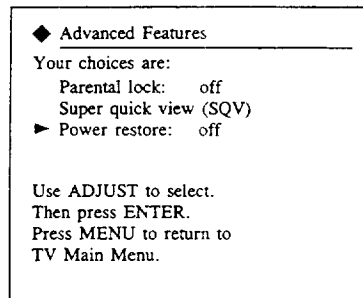 ◆ Advanced Features
Your choices are:
Parental lock: off
Super quick view (SQV)
► Power restore: off
Use ADJUST to select.
Then press ENTER.
Press MENU to return to
TV Main Menu.